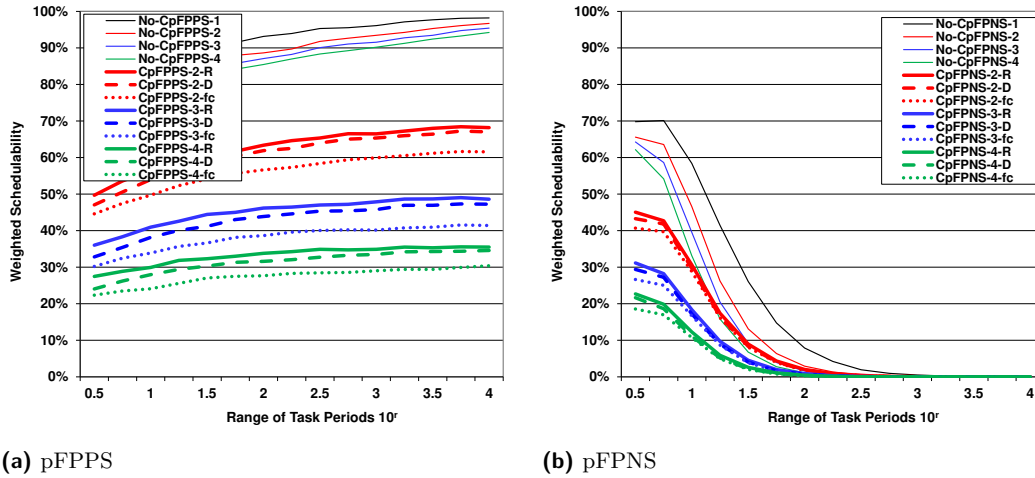 No-CpFPPS-1
No-CpFPPS-2
No-CpFPPS-3
No-CpFPPS-4
CpFPPS-2-R
CpFPPS-2-D
CpFPPS-2-fc
CpFPPS-3-R
CpFPPS-3-D
CpFPPS-3-fc
CpFPPS-4-R
CpFPPS-4-D
CpFPPS-4-fc
Weighted Schedulability
100%
90%
80%
70%
60%
50%
40%
30%
20%
10%
0%
0.5 1 1.5 2 2.5 3 3.5 4
Range of Task Periods 10^r
(a) pFPPS
No-CpFPNS-1
No-CpFPNS-2
No-CpFPNS-3
No-CpFPNS-4
CpFPNS-2-R
CpFPNS-2-D
CpFPNS-2-fc
CpFPNS-3-R
CpFPNS-3-D
CpFPNS-3-fc
CpFPNS-4-R
CpFPNS-4-D
CpFPNS-4-fc
Weighted Schedulability
100%
90%
80%
70%
60%
50%
40%
30%
20%
10%
0%
0.5 1 1.5 2 2.5 3 3.5 4
Range of Task Periods 10^r
(b) pFPNS